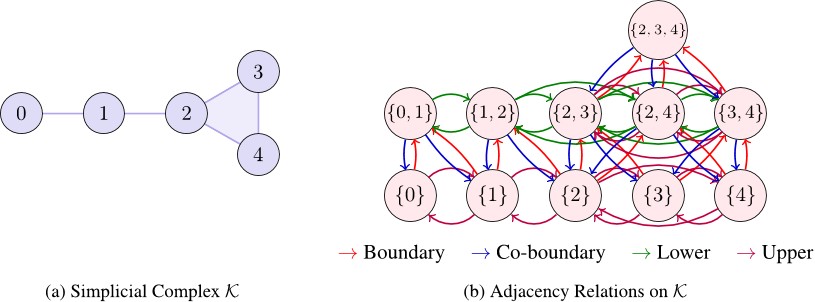 {2, 3, 4}
3
0 1 2
{0, 1} {1, 2} {2, 3} {2, 4} {3, 4}
4
{0} {1} {2} {3} {4}
→ Boundary → Co-boundary → Lower → Upper
(a) Simplicial Complex 𝒦
(b) Adjacency Relations on 𝒦